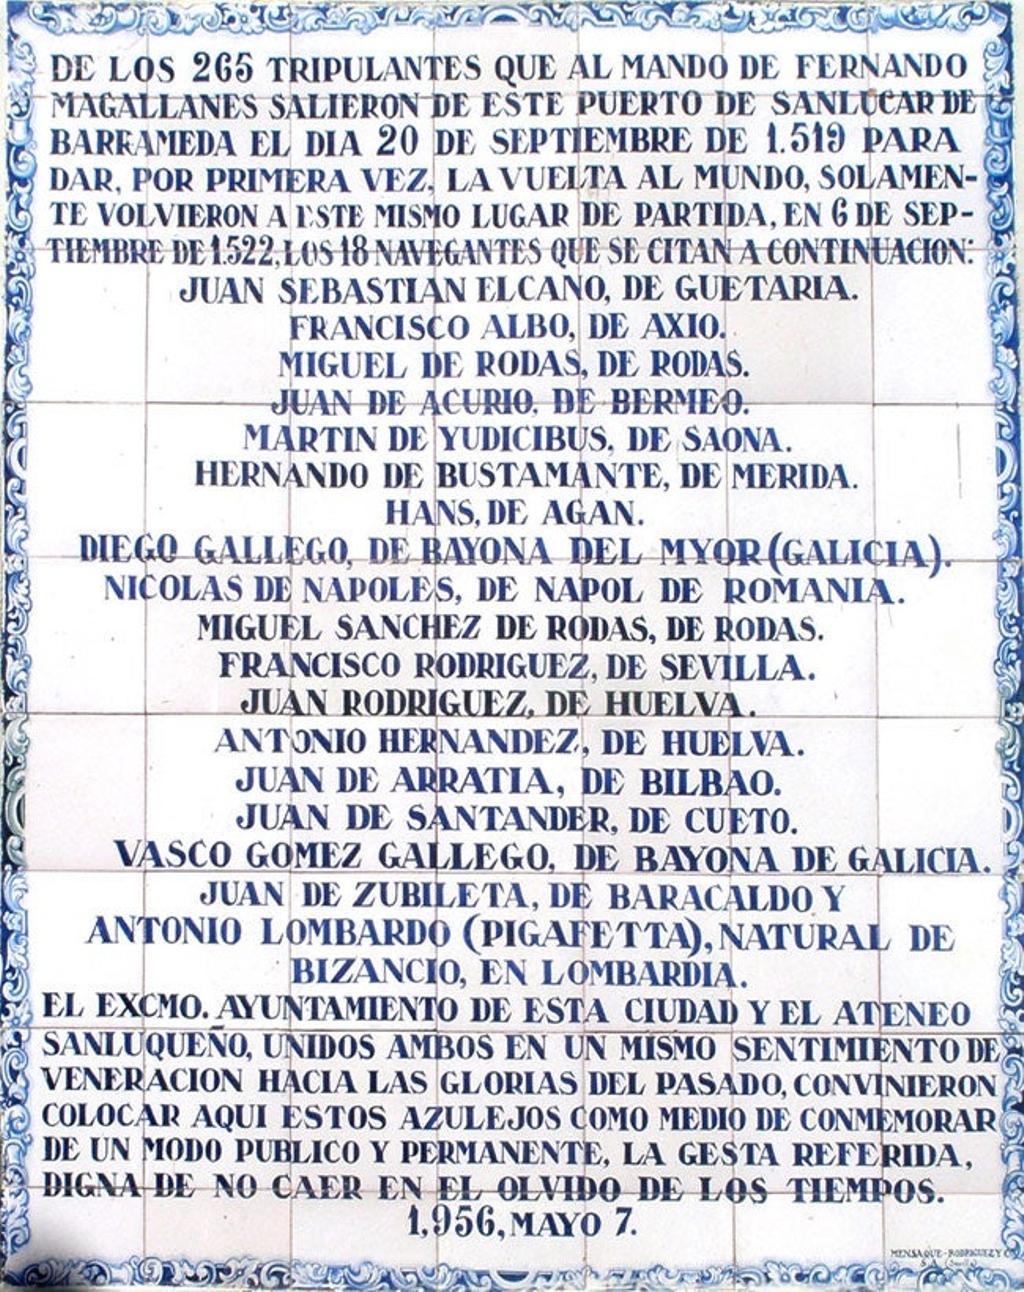 DE LOS 265 TRIPULANTES QUE AL MANDO DE FERNANDO
MAGALLANES SALIERON DE ESTE PUERTO DE SANLUCAR DE
BARRAMEDA EL DIA 20 DE SEPTIEMBRE DE 1.519 PARA
DAR, POR PRIMERA VEZ, LA VUELTA AL MUNDO, SOLAMEN-
TE VOLVIERON A ESTE MISMO LUGAR DE PARTIDA, EN 6 DE SEP-
TIEMBRE DE 1.522, LOS 18 NAVEGANTES QUE SE CITAN A CONTINUACION:
JUAN SEBASTIAN ELCANO, DE GUETARIA.
FRANCISCO ALBO, DE AXIO.
MIGUEL DE RODAS, DE RODAS.
JUAN DE ACURIO, DE BERMEO.
MARTIN DE YUDICIBUS, DE SAONA.
HERNANDO DE BUSTAMANTE, DE MERIDA.
HANS, DE AGAN.
DIEGO GALLEGO, DE BAYONA DEL MYOR (GALICIA).
NICOLAS DE NAPOLES, DE NAPOL DE ROMANIA.
MIGUEL SANCHEZ DE RODAS, DE RODAS.
FRANCISCO RODRIGUEZ, DE SEVILLA.
JUAN RODRIGUEZ, DE HUELVA.
ANTONIO HERNANDEZ, DE HUELVA.
JUAN DE ARRATIA, DE BILBAO.
JUAN DE SANTANDER, DE CUETO.
VASCO GOMEZ GALLEGO, DE BAYONA DE GALICIA.
JUAN DE ZUBILETA, DE BARACALDO Y
ANTONIO LOMBARDO (PIGAFETTA), NATURAL DE
BIZANCIO, EN LOMBARDIA.
EL EXCMO. AYUNTAMIENTO DE ESTA CIUDAD Y EL ATENEO
SANLUQUEÑO, UNIDOS AMBOS EN UN MISMO SENTIMIENTO DE
VENERACION HACIA LAS GLORIAS DEL PASADO, CONVINIERON
COLOCAR AQUI ESTOS AZULEJOS COMO MEDIO DE CONMEMORAR
DE UN MODO PUBLICO Y PERMANENTE, LA GESTA REFERIDA,
DIGNA DE NO CAER EN EL OLVIDO DE LOS TIEMPOS.
1,956, MAYO 7.
MENSAQUE-RODRIGUEZ Y
S.A.